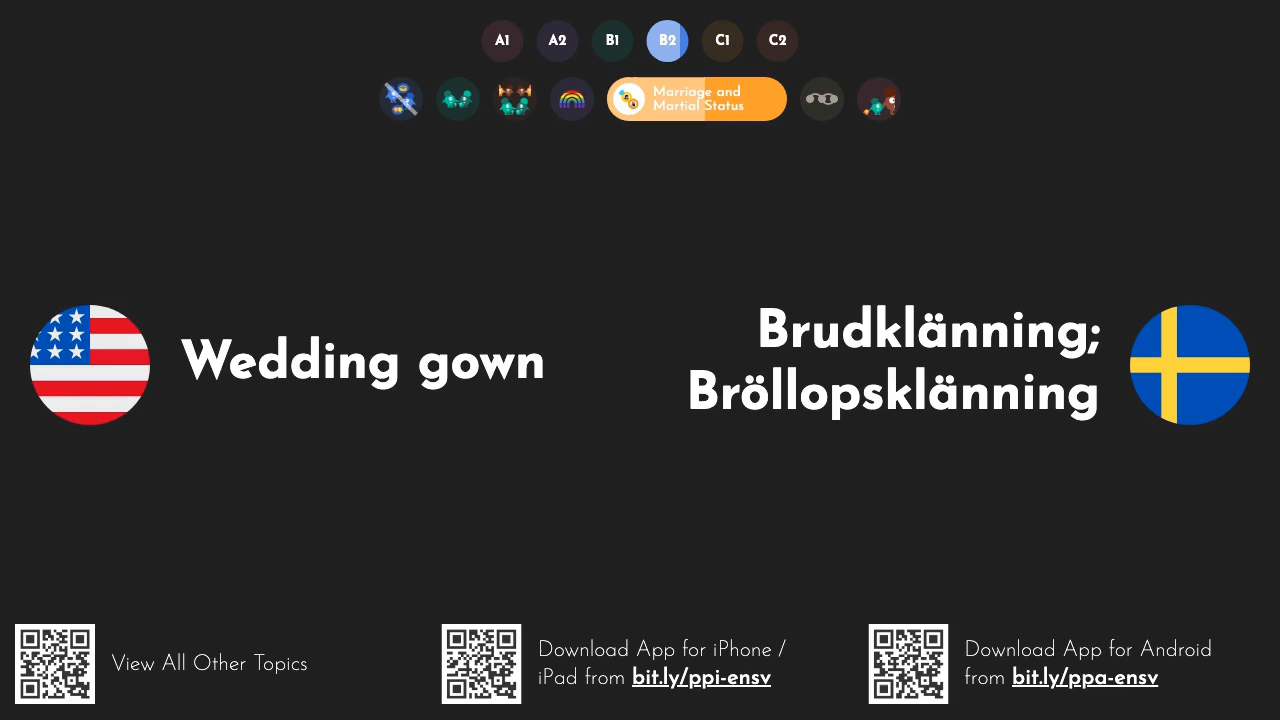 A1 A2 B1 B2 C1 C2
Marriage and
Martial Status
Wedding gown
Brudklänning;
Bröllopsklänning
View All Other Topics
Download App for iPhone /
iPad from bit.ly/ppi-ensv
Download App for Android
from bit.ly/ppa-ensv